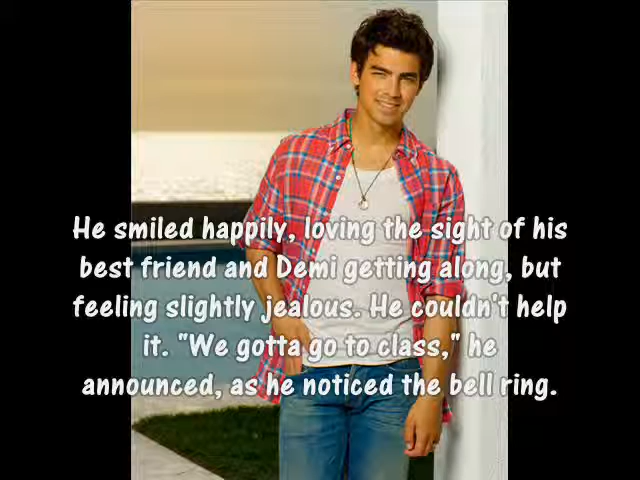 He smiled happily, loving the sight of his
best friend and Demi getting along, but
feeling slightly jealous. He couldn't help
it. "We gotta go to class," he
announced, as he noticed the bell ring.